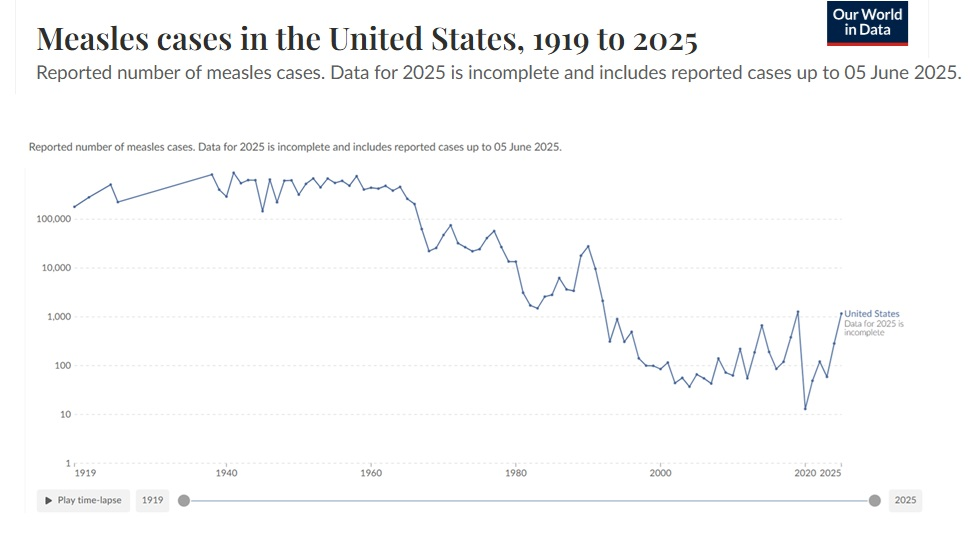 Our World
in Data
Measles cases in the United States, 1919 to 2025
Reported number of measles cases. Data for 2025 is incomplete and includes reported cases up to 05 June 2025.
Reported number of measles cases. Data for 2025 is incomplete and includes reported cases up to 05 June 2025.
100,000
10,000
1,000
100
10
1
United States
Data for 2025 is
incomplete
1919 1940 1960 1980 2000 2020 2025
Play time-lapse 1919 2025